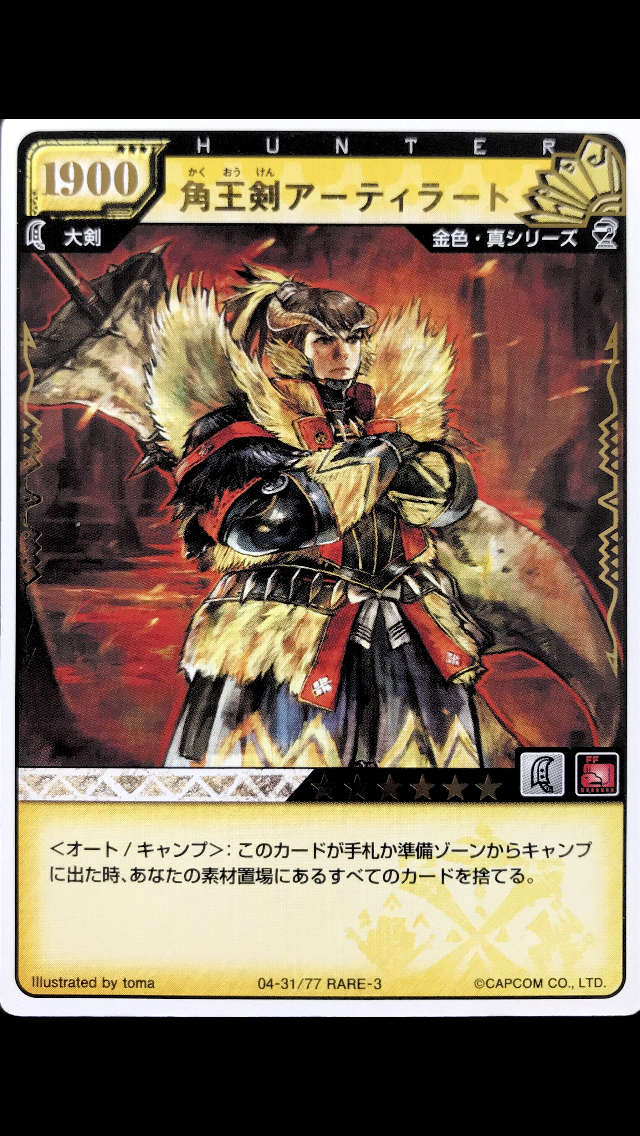 HUNTER
1900
かく おう けん
角王剣アーティラート
大剣
金色・真シリーズ
FF
<オート / キャンプ>: このカードが手札か準備ゾーンからキャンプ
に出た時、あなたの素材置場にあるすべてのカードを捨てる。
Illustrated by toma
04-31/77 RARE-3
©CAPCOM CO., LTD.